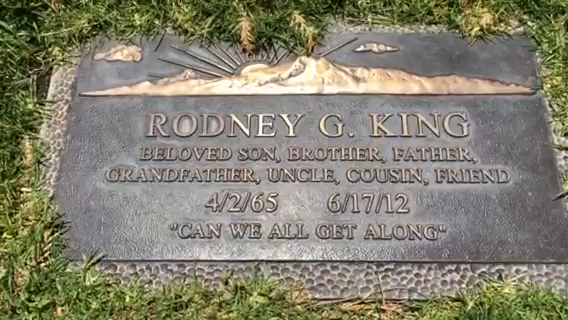 RODNEY G. KING
BELOVED SON, BROTHER, FATHER,
GRANDFATHER, UNCLE, COUSIN, FRIEND
4/2/65 6/17/12
"CAN WE ALL GET ALONG"